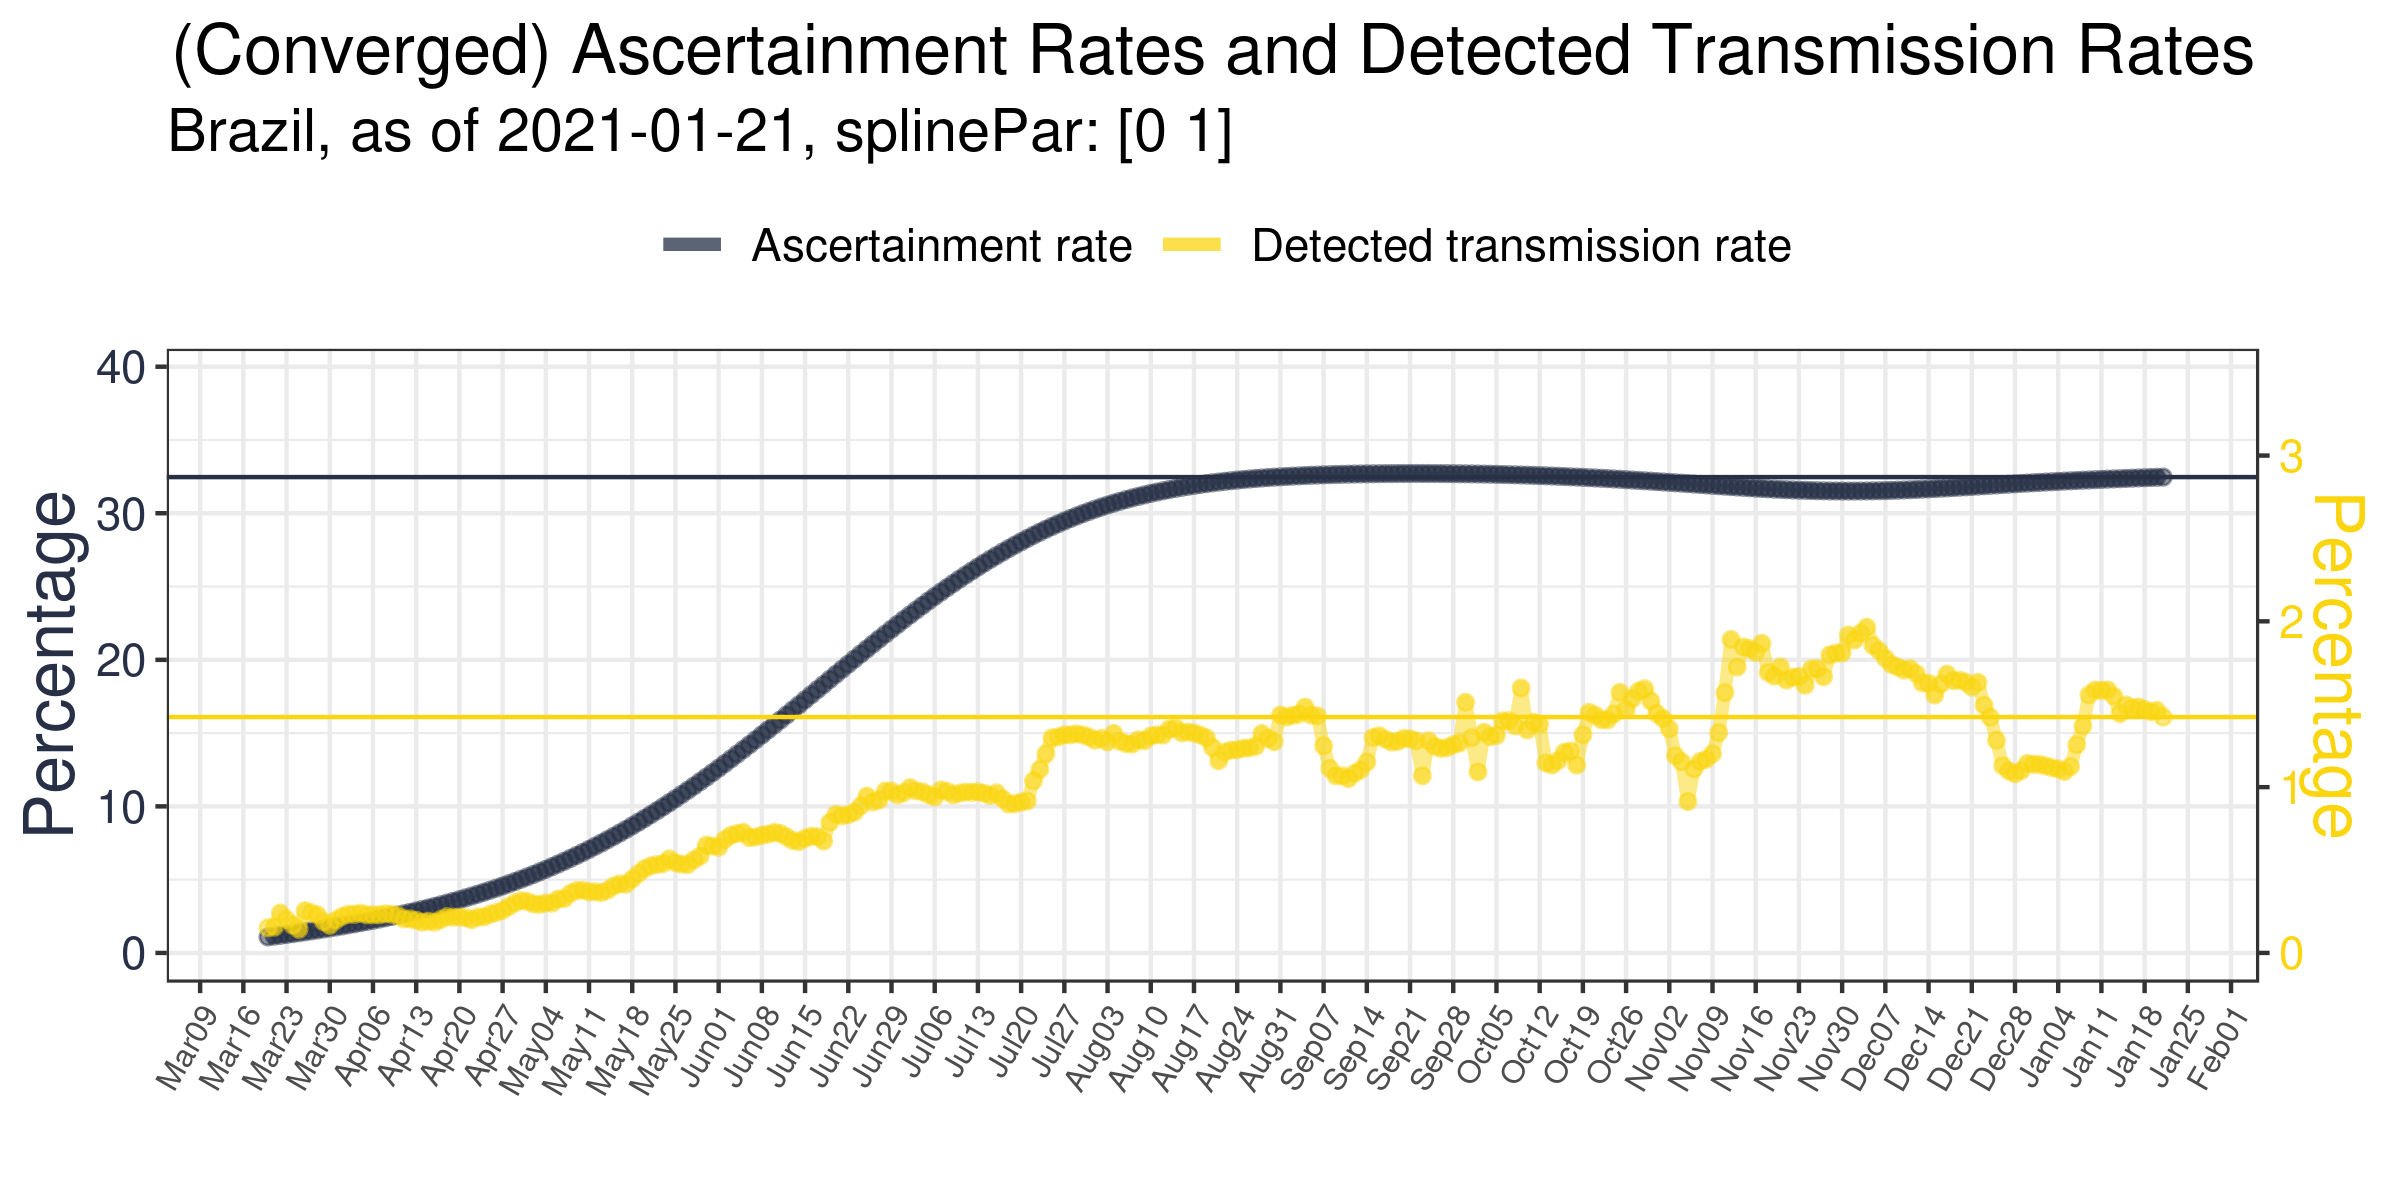 (Converged) Ascertainment Rates and Detected Transmission Rates
Brazil, as of 2021-01-21, splinePar: [0 1]
Ascertainment rate Detected transmission rate
Percentage
40
30
20
10
0
3
2
1
0
Percentage
Mar09 Mar16 Mar23 Mar30 Apr06 Apr13 Apr20 Apr27 May04 May11 May18 May25 Jun01 Jun08 Jun15 Jun22 Jun29 Jul06 Jul13 Jul20 Jul27 Aug03 Aug10 Aug17 Aug24 Aug31 Sep07 Sep14 Sep21 Sep28 Oct05 Oct12 Oct19 Oct26 Nov02 Nov09 Nov16 Nov23 Nov30 Dec07 Dec14 Dec21 Dec28 Jan04 Jan11 Jan18 Jan25 Feb01